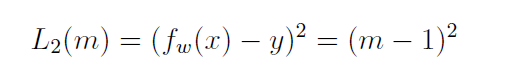 L₂(m) = (f_w(x) − y)² = (m − 1)²